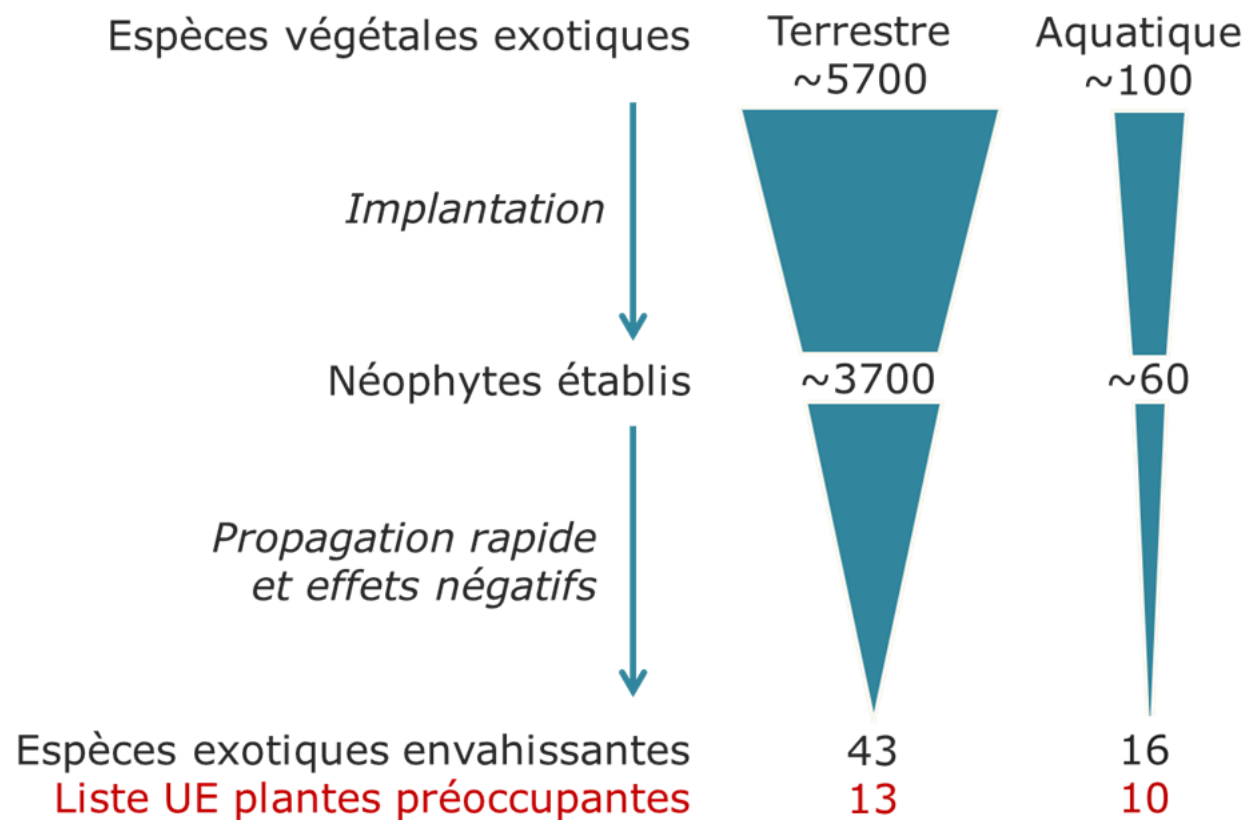 Espèces végétales exotiques Terrestre Aquatique
~5700 ~100
Implantation
Néophytes établis ~3700 ~60
Propagation rapide
et effets négatifs
Espèces exotiques envahissantes 43 16
Liste UE plantes préoccupantes 13 10